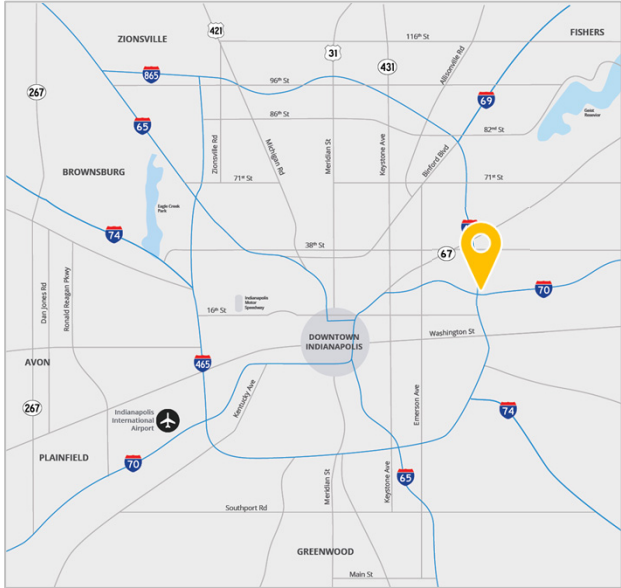 116th St
ZIONSVILLE
421
31
431
FISHERS
Allisonville Rd
865
96th St
267
69
86th St
65
82nd St
Geist
Reservoir
Zionsville Rd
Michigan Rd
Meridian St
Keystone Ave
Binford Blvd
BROWNSBURG
71st St
71st St
Eagle Creek
Park
74
38th St
67
70
Dan Jones Rd
Ronald Reagan Pkwy
Indianapolis
Motor
Speedway
16th St
Washington St
DOWNTOWN
INDIANAPOLIS
AVON
465
Kentucky Ave
Emerson Ave
267
Indianapolis
International
Airport
74
PLAINFIELD
70
Meridian St
Keystone Ave
65
Southport Rd
GREENWOOD
Main St